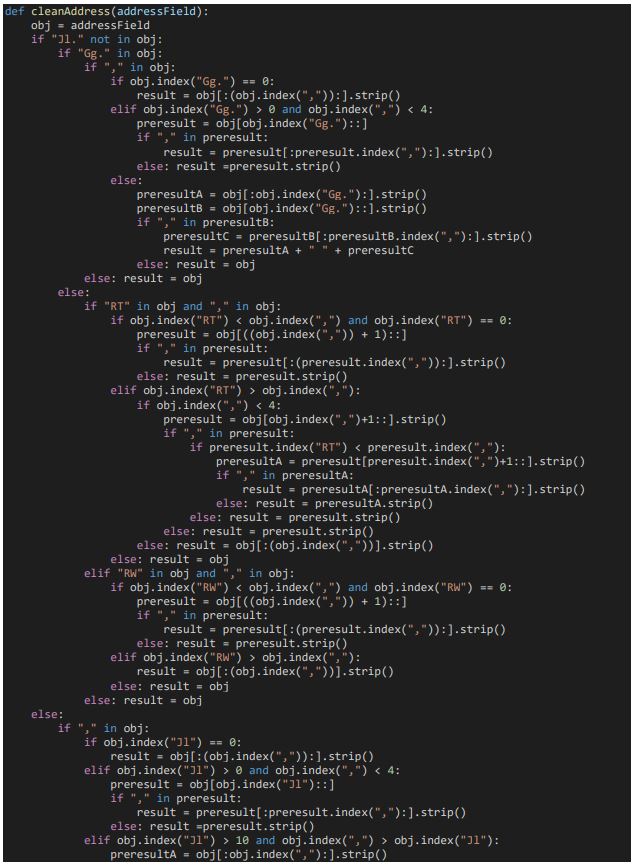 def cleanAddress(addressField):
    obj = addressField
    if "Jl." not in obj:
        if "Gg." in obj:
            if "," in obj:
                if obj.index("Gg.") == 0:
                    result = obj[:(obj.index(",")):].strip()
                elif obj.index("Gg.") > 0 and obj.index(",") < 4:
                    preresult = obj[obj.index("Gg.")::]
                    if "," in preresult:
                        result = preresult[:preresult.index(","):].strip()
                    else: result =preresult.strip()
                else:
                    preresultA = obj[:obj.index("Gg."):].strip()
                    preresultB = obj[obj.index("Gg.")::].strip()
                    if "," in preresultB:
                        preresultC = preresultB[:preresultB.index(","):].strip()
                        result = preresultA + " " + preresultC
                    else: result = obj
            else: result = obj
        else:
            if "RT" in obj and "," in obj:
                if obj.index("RT") < obj.index(",") and obj.index("RT") == 0:
                    preresult = obj[((obj.index(",")) + 1)::]
                    if "," in preresult:
                        result = preresult[:(preresult.index(",")):].strip()
                    else: result = preresult.strip()
                elif obj.index("RT") > obj.index(","):
                    if obj.index(",") < 4:
                        preresult = obj[obj.index(",")+1::].strip()
                        if "," in preresult:
                            if preresult.index("RT") < preresult.index(","):
                                preresultA = preresult[preresult.index(",")+1::].strip()
                                if "," in preresultA:
                                    result = preresultA[:preresultA.index(","):].strip()
                                else: result = preresultA.strip()
                            else: result = preresult.strip()
                        else: result = preresult.strip()
                    else: result = obj[:(obj.index(","))].strip()
                else: result = obj
            elif "RW" in obj and "," in obj:
                if obj.index("RW") < obj.index(",") and obj.index("RW") == 0:
                    preresult = obj[((obj.index(",")) + 1)::]
                    if "," in preresult:
                        result = preresult[:(preresult.index(",")):].strip()
                    else: result = preresult.strip()
                elif obj.index("RW") > obj.index(","):
                    result = obj[:(obj.index(","))].strip()
                else: result = obj
            else: result = obj
    else:
        if "," in obj:
            if obj.index("Jl") == 0:
                result = obj[:(obj.index(",")):].strip()
            elif obj.index("Jl") > 0 and obj.index(",") < 4:
                preresult = obj[obj.index("Jl")::]
                if "," in preresult:
                    result = preresult[:preresult.index(","):].strip()
                else: result =preresult.strip()
            elif obj.index("Jl") > 10 and obj.index(",") > obj.index("Jl"):
                preresultA = obj[:obj.index(","):].strip()